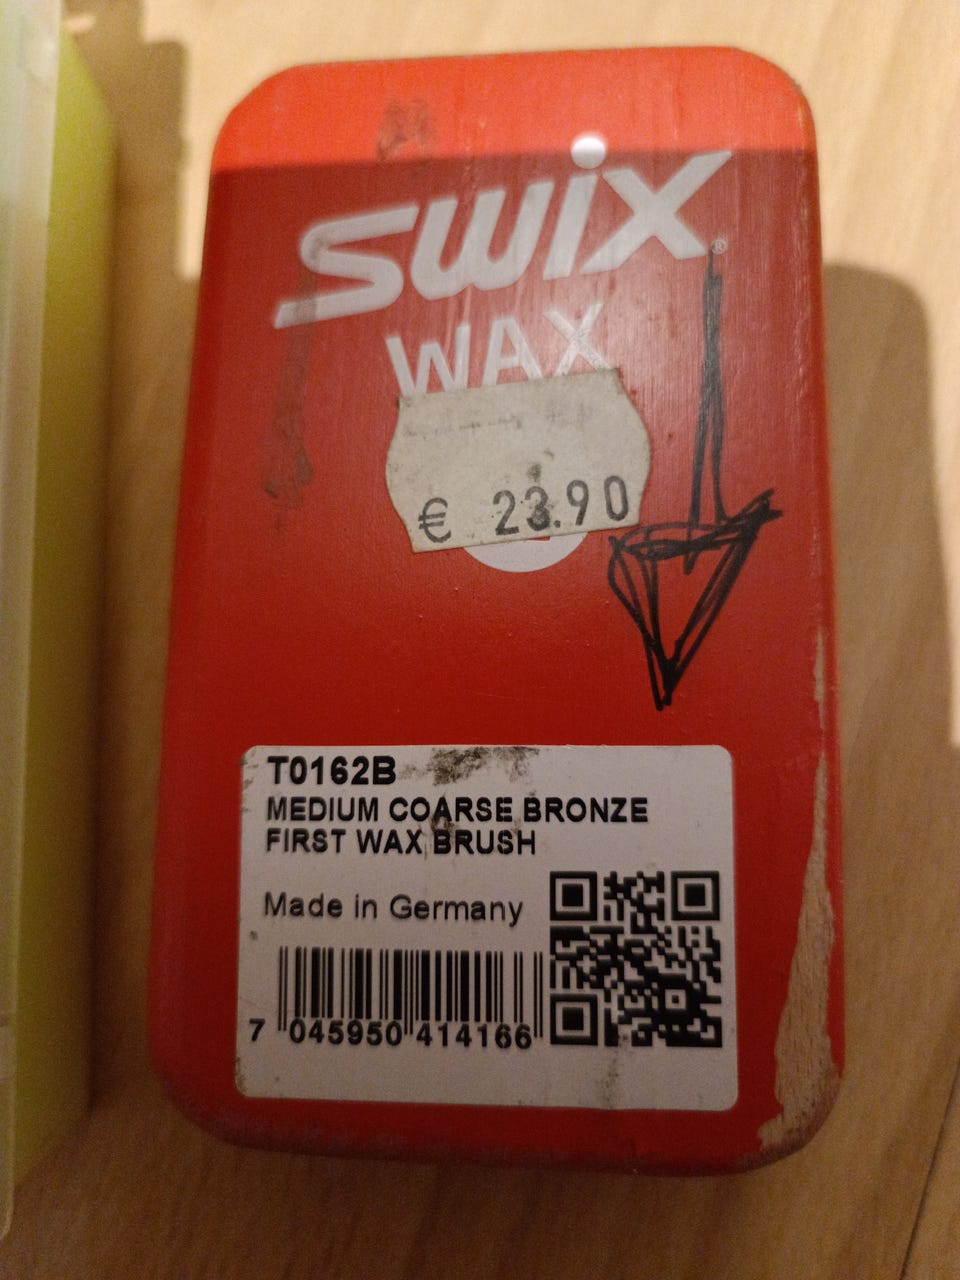 swix®
WAX
€ 23.90
T0162B
MEDIUM COARSE BRONZE
FIRST WAX BRUSH
Made in Germany
7 045950 414166